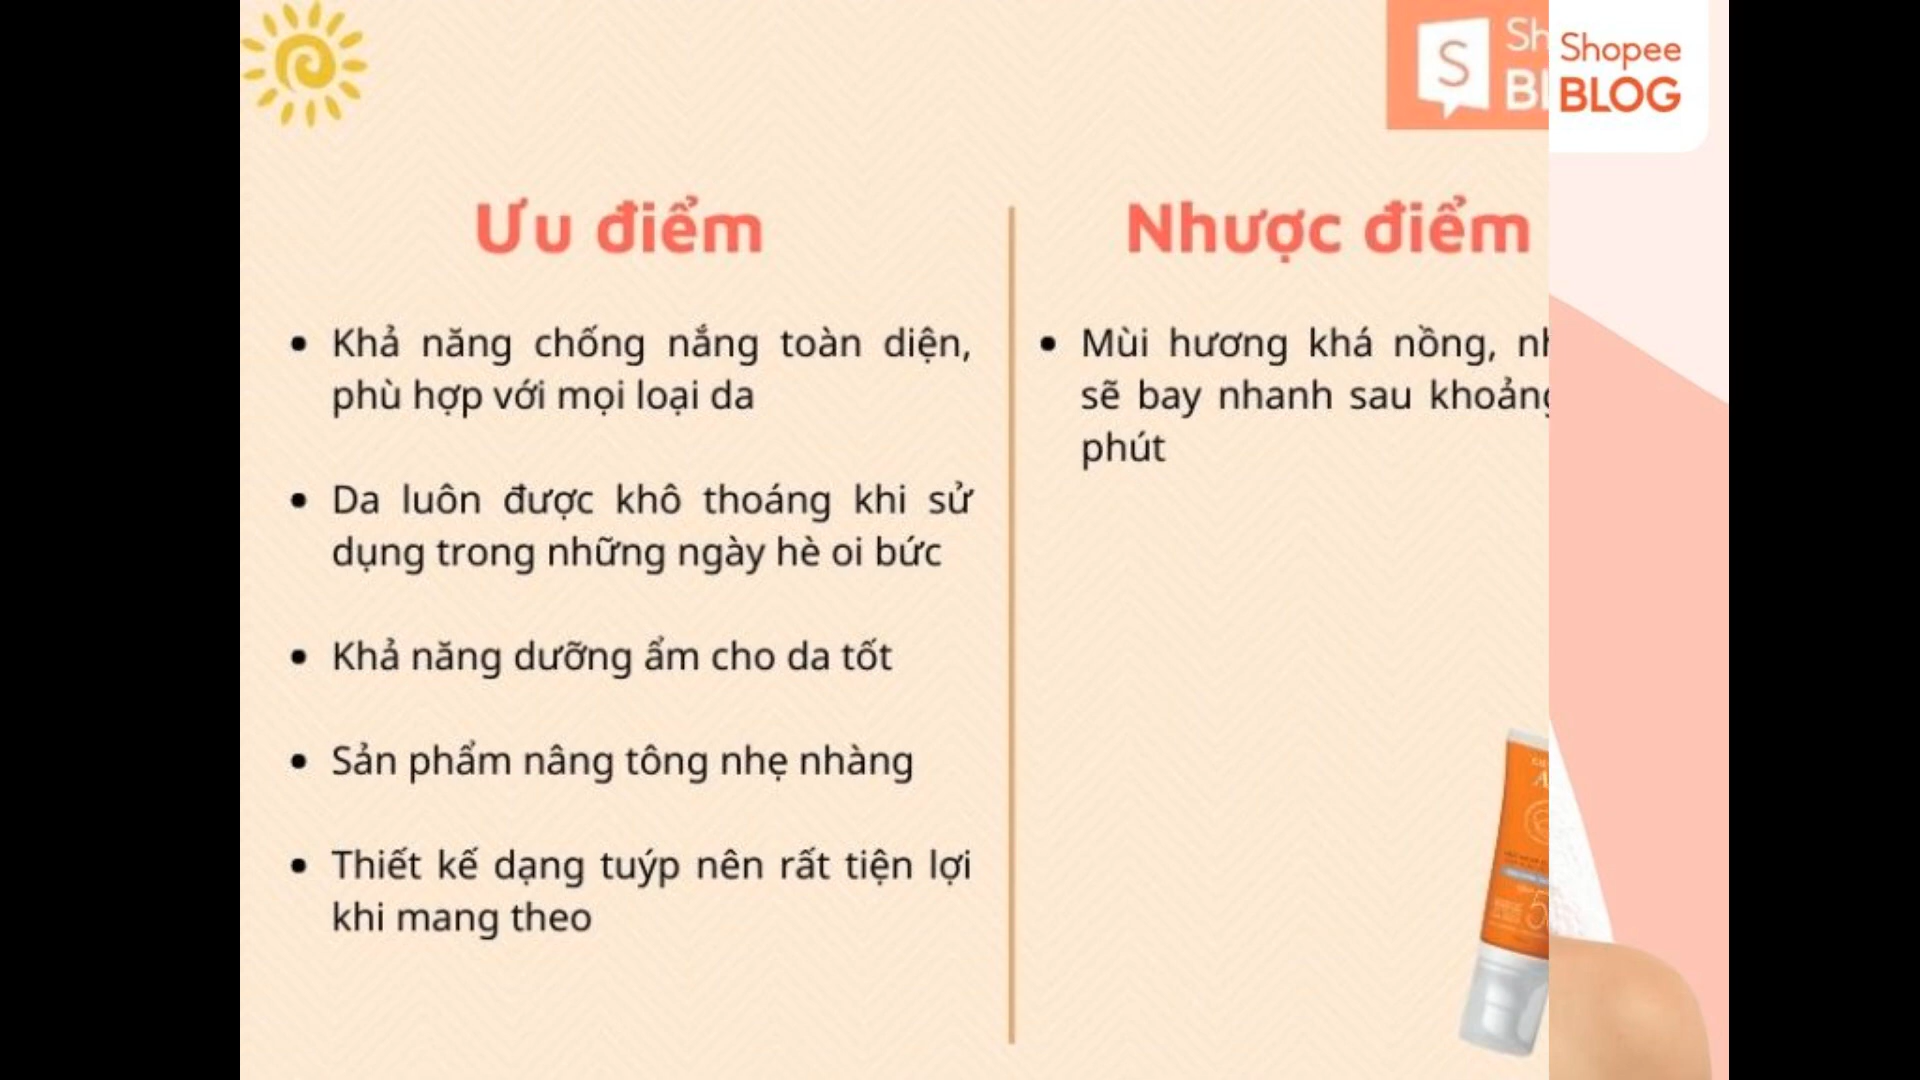 Shopee
BLOG
Ưu điểm
Khả năng chống nắng toàn diện,
phù hợp với mọi loại da
Da luôn được khô thoáng khi sử
dụng trong những ngày hè oi bức
Khả năng dưỡng ẩm cho da tốt
Sản phẩm nâng tông nhẹ nhàng
Thiết kế dạng tuýp nên rất tiện lợi
khi mang theo
Nhược điểm
Mùi hương khá nồng,
sẽ bay nhanh sau
phút